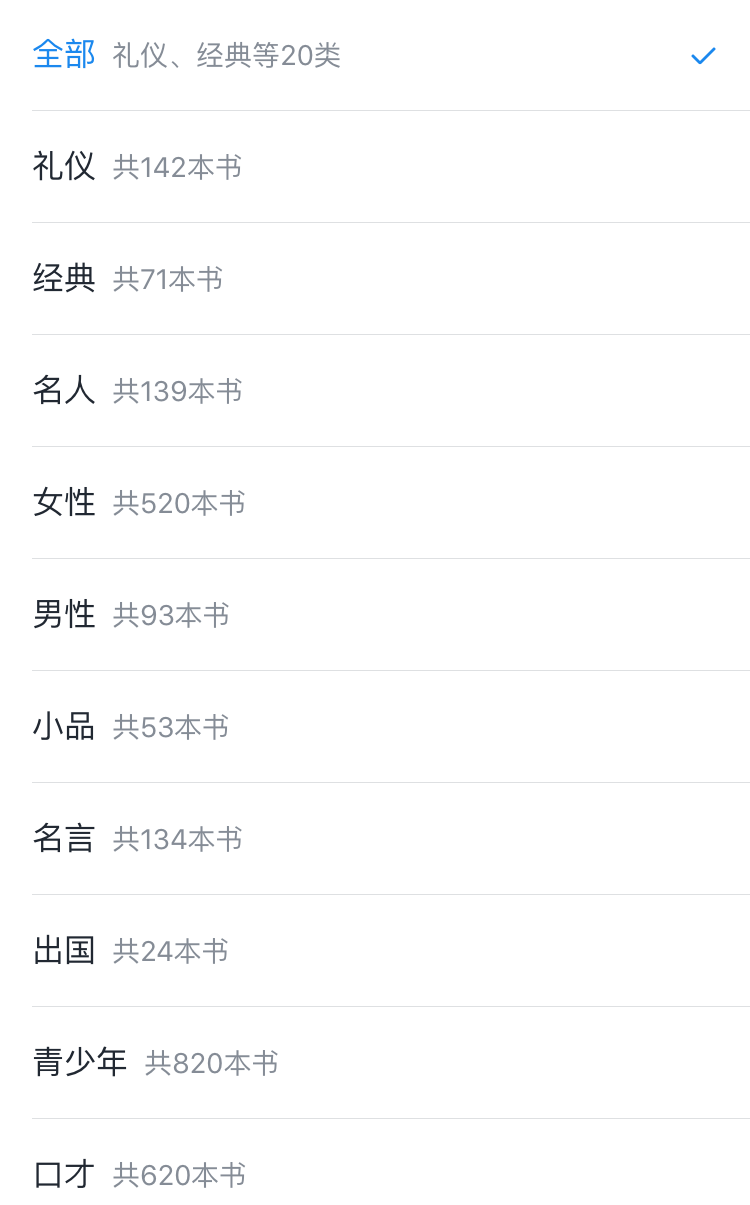 全部 礼仪、经典等20类
礼仪 共142本书
经典 共71本书
名人 共139本书
女性 共520本书
男性 共93本书
小品 共53本书
名言 共134本书
出国 共24本书
青少年 共820本书
口才 共620本书